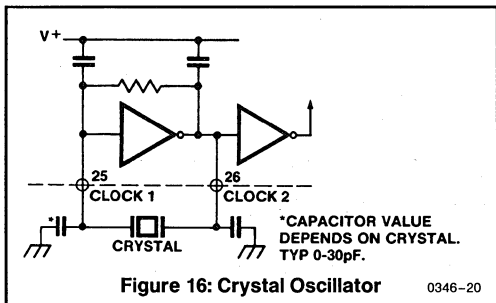 V+
25
CLOCK 1
26
CLOCK 2
*
CRYSTAL
*CAPACITOR VALUE
DEPENDS ON CRYSTAL.
TYP 0-30pF.
Figure 16: Crystal Oscillator
0346-20